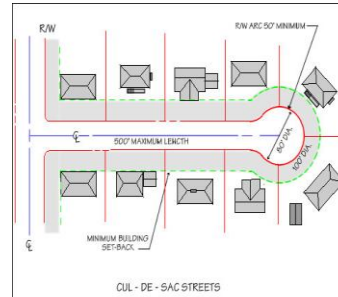 R/W
R/W ARC 50' MINIMUM
℄
500' MAXIMUM LENGTH
80' DIA.
100' DIA.
℄
MINIMUM BUILDING
SET-BACK
CUL - DE - SAC STREETS